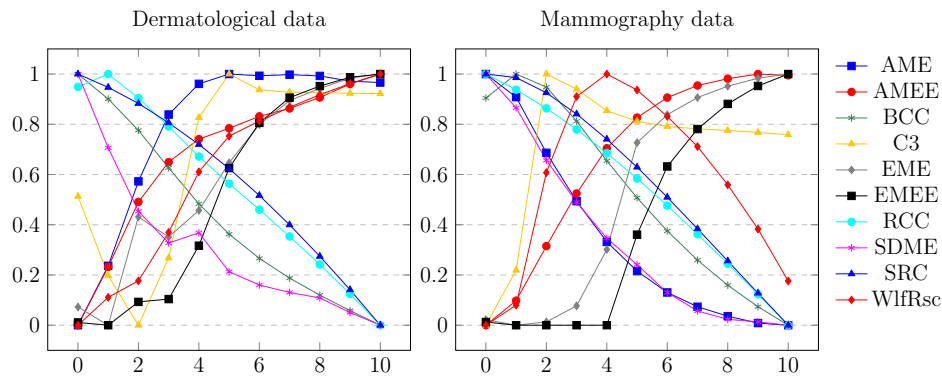 Dermatological data
Mammography data
1
0.8
0.6
0.4
0.2
0
0 2 4 6 8 10
1
0.8
0.6
0.4
0.2
0
0 2 4 6 8 10
AME
AMEE
BCC
C3
EME
EMEE
RCC
SDME
SRC
WlfRsc